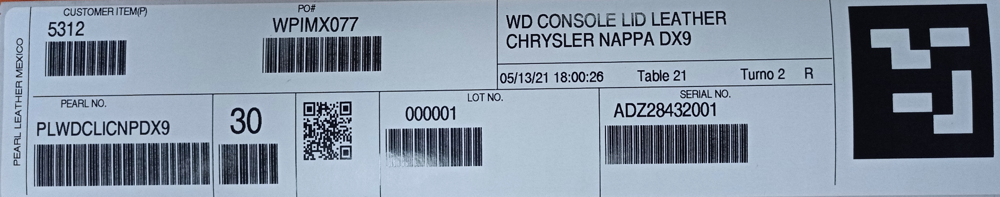 PEARL LEATHER MEXICO
CUSTOMER ITEM(P)
5312
PO#
WPIMX077
WD CONSOLE LID LEATHER
CHRYSLER NAPPA DX9
05/13/21 18:00:26 Table 21 Turno 2 R
PEARL NO.
PLWDCLICNPDX9
30
LOT NO.
000001
SERIAL NO.
ADZ28432001